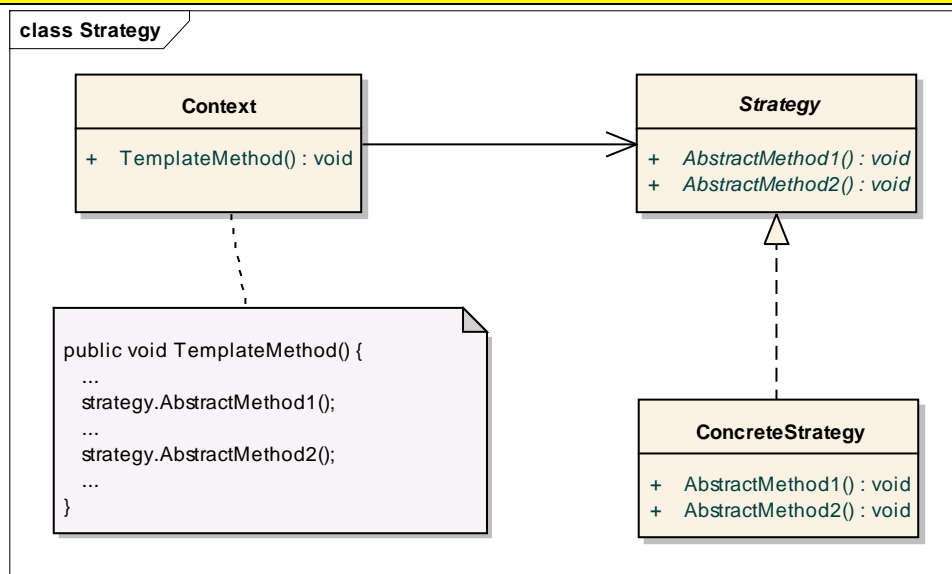 class Strategy
Context
+ TemplateMethod() : void
Strategy
+ AbstractMethod1() : void
+ AbstractMethod2() : void
public void TemplateMethod() {
...
strategy.AbstractMethod1();
...
strategy.AbstractMethod2();
...
}
ConcreteStrategy
+ AbstractMethod1() : void
+ AbstractMethod2() : void